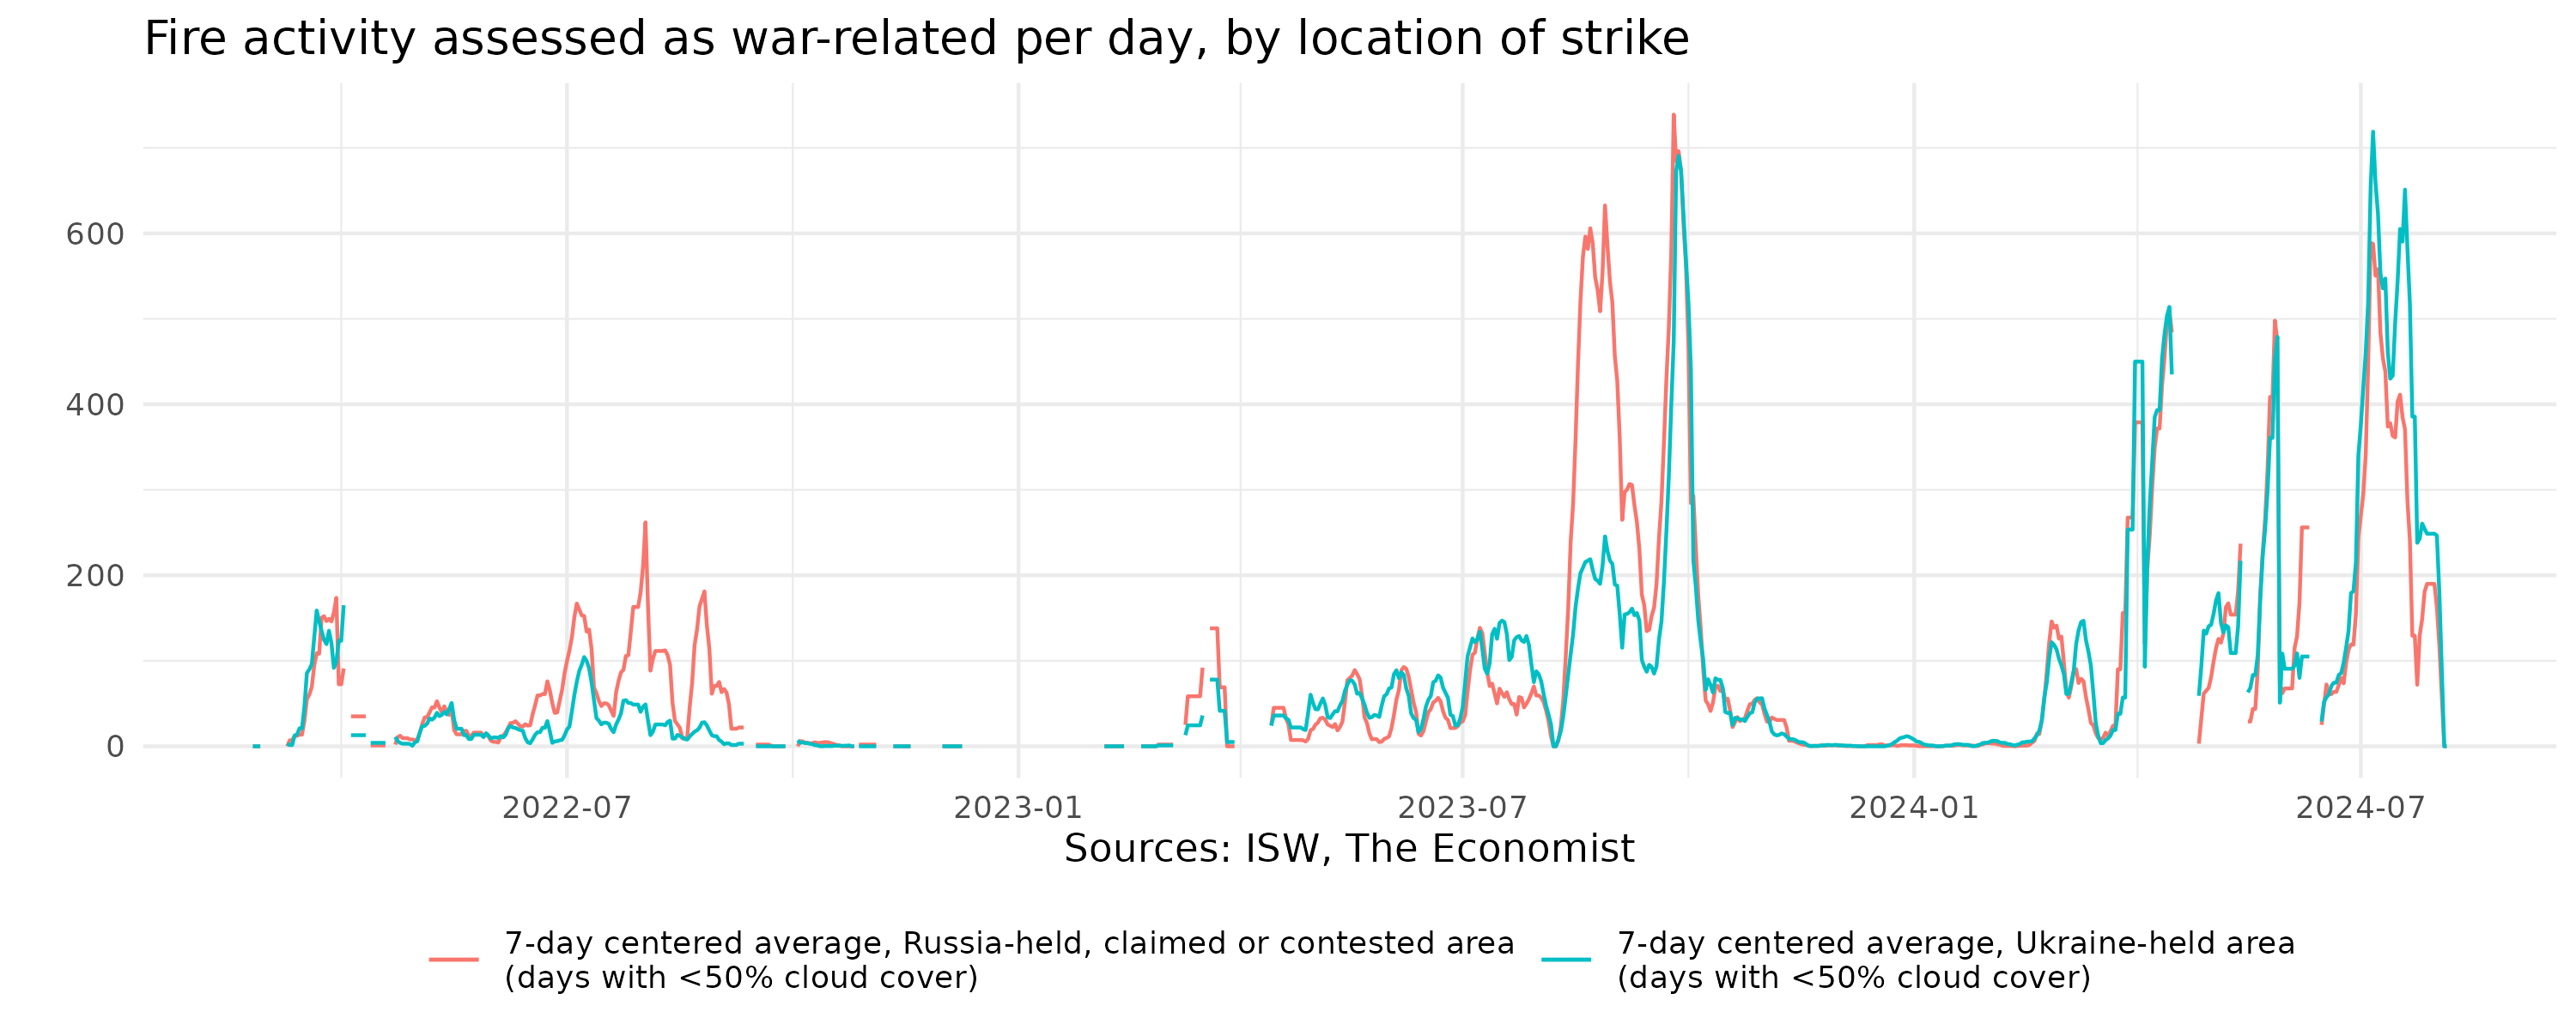 Fire activity assessed as war-related per day, by location of strike
600
400
200
0
2022-07
2023-01
2023-07
2024-01
2024-07
Sources: ISW, The Economist
7-day centered average, Russia-held, claimed or contested area
(days with <50% cloud cover)
7-day centered average, Ukraine-held area
(days with <50% cloud cover)